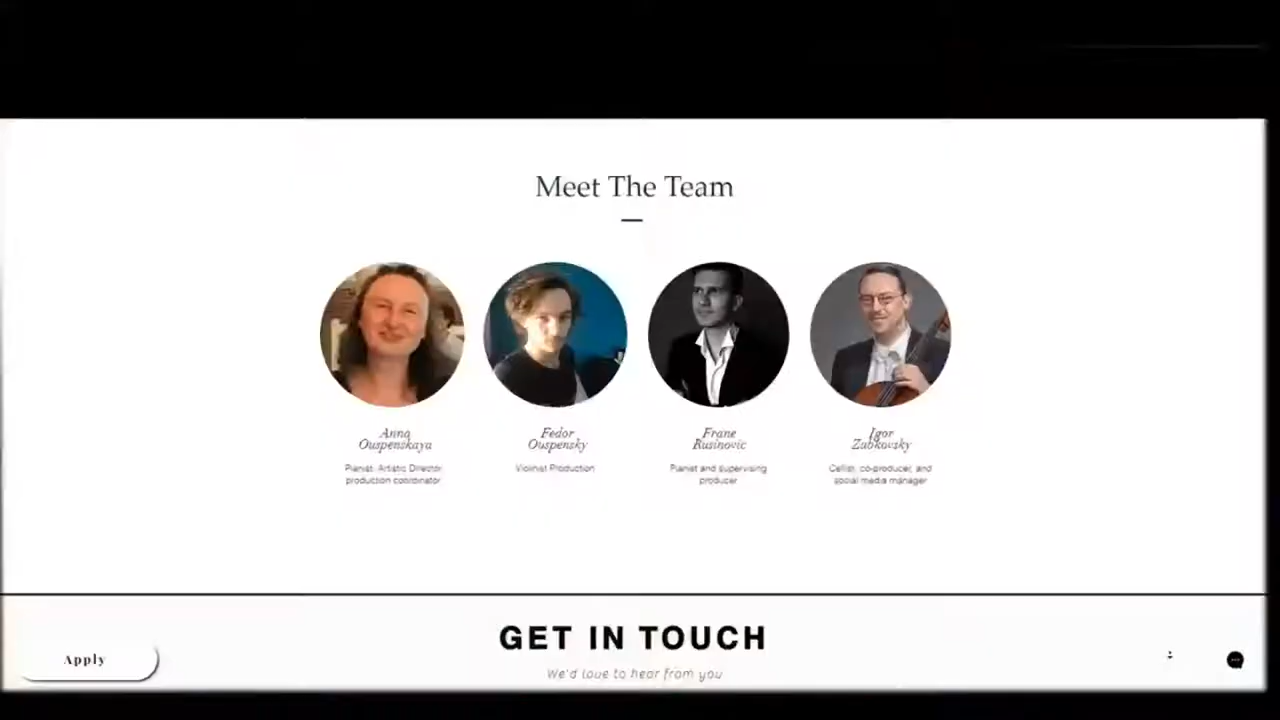 Meet The Team
Anna
Ouspenskaya
Fedor
Ouspensky
Frane
Rusinovic
Igor
Zabkovsky
Pianist, Artistic Director
production coordinator
Violinist Production
Pianist and supervising
producer
Cellist, co-producer, and
social media manager
GET IN TOUCH
Apply
We'd love to hear from you